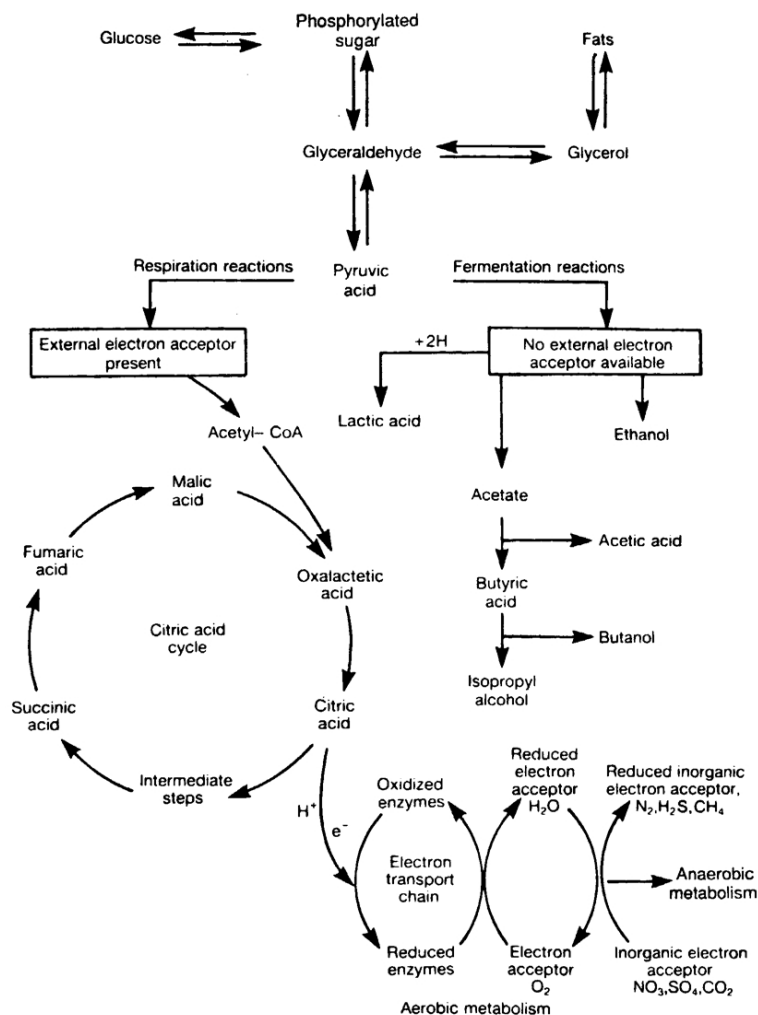 Glucose
Phosphorylated
sugar
Fats
Glyceraldehyde
Glycerol
Respiration reactions
Pyruvic
acid
Fermentation reactions
External electron acceptor
present
+2H
No external electron
acceptor available
Lactic acid
Ethanol
Acetyl– CoA
Malic
acid
Acetate
Fumaric
acid
Acetic acid
Oxalactetic
acid
Butyric
acid
Citric acid
cycle
Butanol
Isopropyl
alcohol
Succinic
acid
Citric
acid
Intermediate
steps
H⁺
e⁻
Oxidized
enzymes
Reduced
electron
acceptor
H₂O
Reduced inorganic
electron acceptor,
N₂,H₂S,CH₄
Electron
transport
chain
Anaerobic
metabolism
Reduced
enzymes
Electron
acceptor
O₂
Inorganic electron
acceptor
NO₃,SO₄,CO₂
Aerobic metabolism